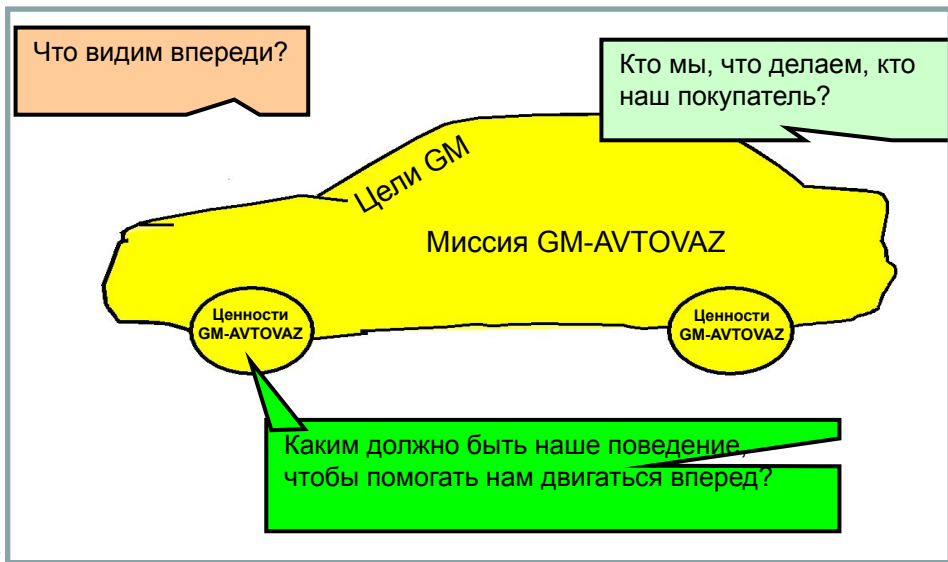 Что видим впереди?
Кто мы, что делаем, кто
наш покупатель?
Цели GM
Миссия GM-AVTOVAZ
Ценности
GM-AVTOVAZ
Ценности
GM-AVTOVAZ
Каким должно быть наше поведение,
чтобы помогать нам двигаться вперед?